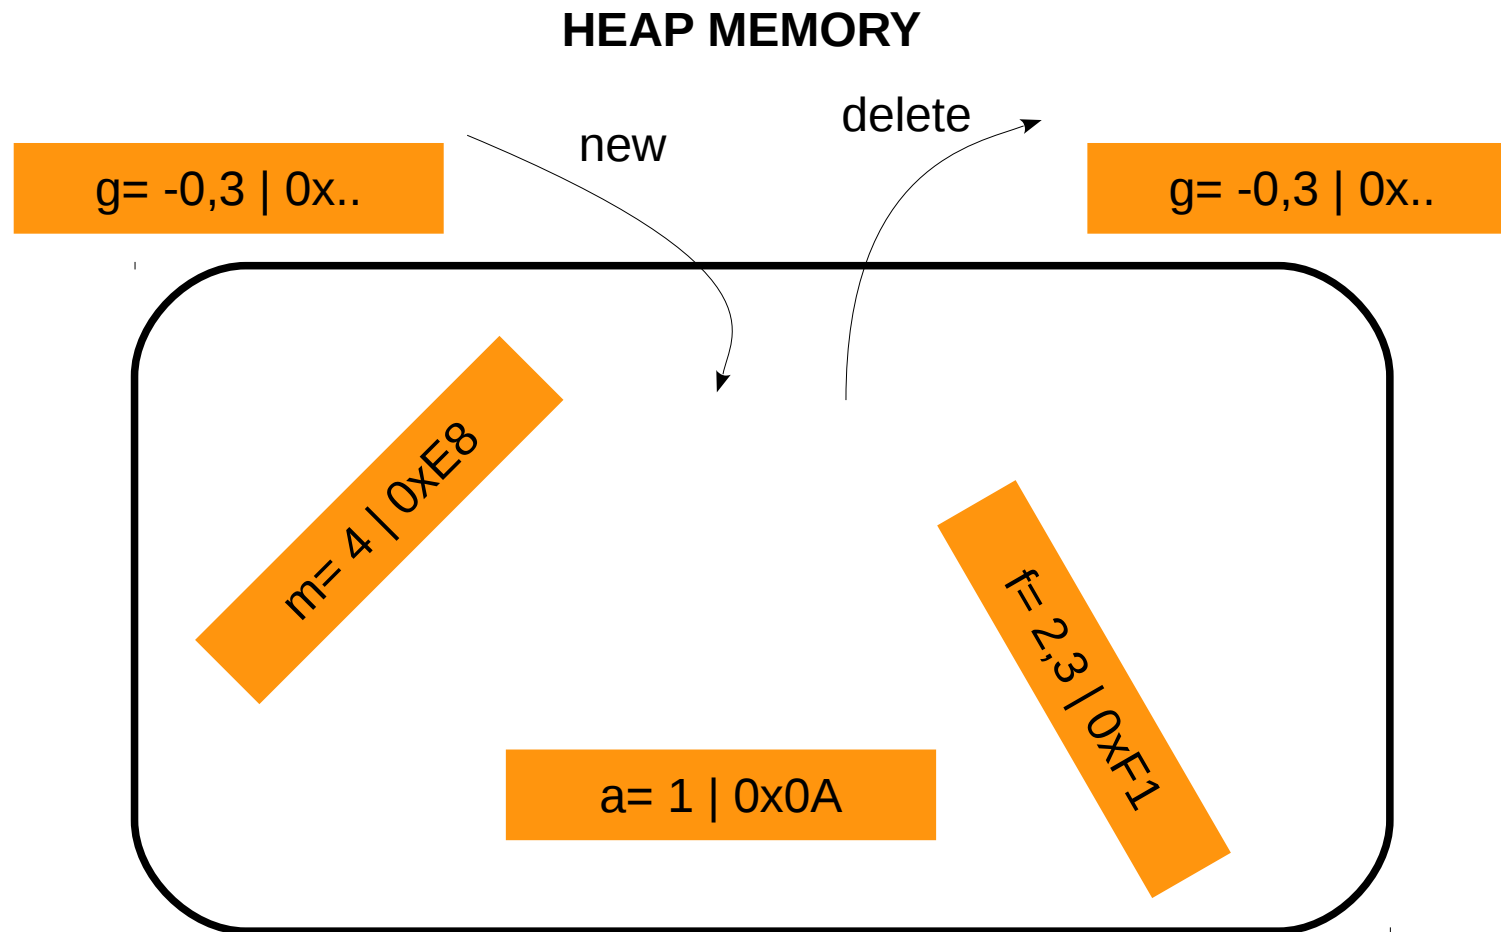 HEAP MEMORY
new
delete
g= -0,3 | 0x..
g= -0,3 | 0x..
m= 4 | 0xE8
f= 2,3 | 0xF1
a= 1 | 0x0A